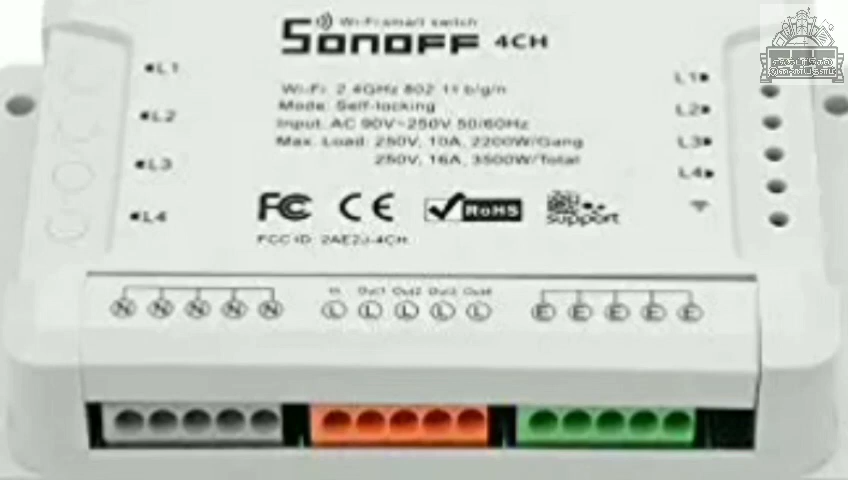 Wi-Fi smart switch
SONOFF 4CH
L1
L2
L3
L4
Wi-Fi 2.4GHz 802.11 b/g/n
Mode: Self-locking
Input: AC 90V~250V 50/60Hz
Max. Load: 250V, 10A, 2200W/Gang
250V, 16A, 3500W/Total
L1
L2
L3
L4
FC CE RoHS support
FCC ID: 2AE2J-4CH
In Out1 Out2 Out3 Out4
N N N N N L L L L L E E E E E